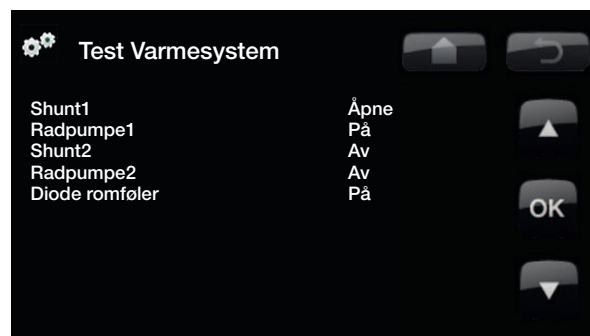 Test Varmesystem
Shunt1 Åpne
Radpumpe1 På
Shunt2 Av
Radpumpe2 Av
Diode romføler På
OK